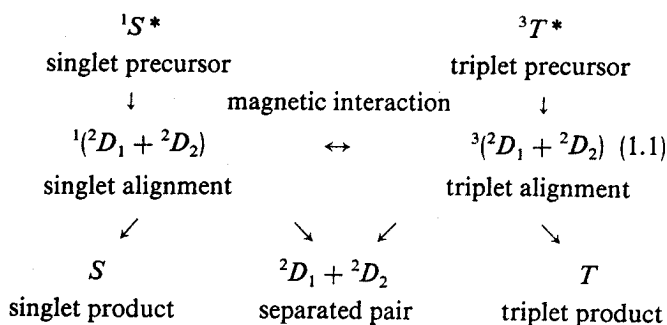 ¹S* ³T*
singlet precursor triplet precursor
↓ magnetic interaction ↓
¹(²D₁ + ²D₂) ↔ ³(²D₁ + ²D₂) (1.1)
singlet alignment triplet alignment
↙ ↘ ↙ ↘
S ²D₁ + ²D₂ T
singlet product separated pair triplet product